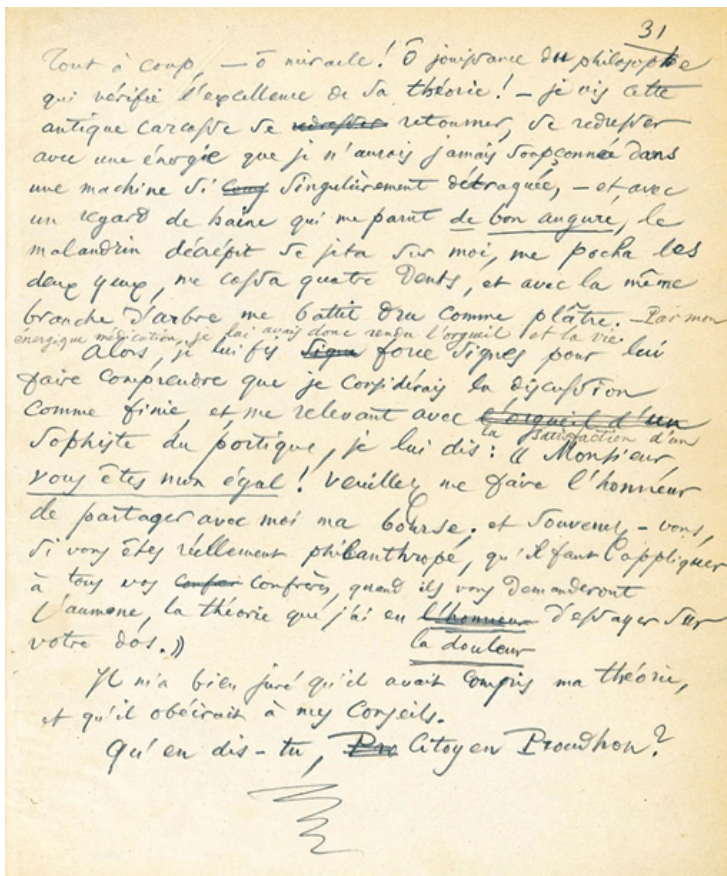 31
Tout à coup, — ô miracle! ô jouissance du philosophe
qui vérifie l'excellence de sa théorie! — je vis cette
antique carcasse se redresser retourner, se redresser
avec une énergie que je n'aurais jamais soupçonnée dans
une machine si sing singulièrement détraquée, — et, avec
un regard de haine qui me parut de bon augure, le
malandrin décrépit se jeta sur moi, me pocha les
deux yeux, me cassa quatre dents, et avec la même
branche d'arbre me battit dru comme plâtre. — Par mon
énergique médication, je lui avais donc rendu l'orgueil et la vie.
Alors, je lui fis signe force signes pour lui
faire comprendre que je considérais la discussion
comme finie, et me relevant avec l'orgueil d'un
la satisfaction d'un
sophiste du portique, je lui dis: « Monsieur,
vous êtes mon égal! veuillez me faire l'honneur
de partager avec moi ma bourse; et souvenez-vous,
si vous êtes réellement philanthrope, qu'il faut appliquer
à tous vos confrères, quand ils vous demanderont
l'aumone, la théorie que j'ai eu l'honneur d'essayer sur
la douleur
votre dos. »
Il m'a bien juré qu'il avait compris ma théorie,
et qu'il obéirait à mes conseils.
Qu'en dis-tu, Pro Citoyen Proudhon?